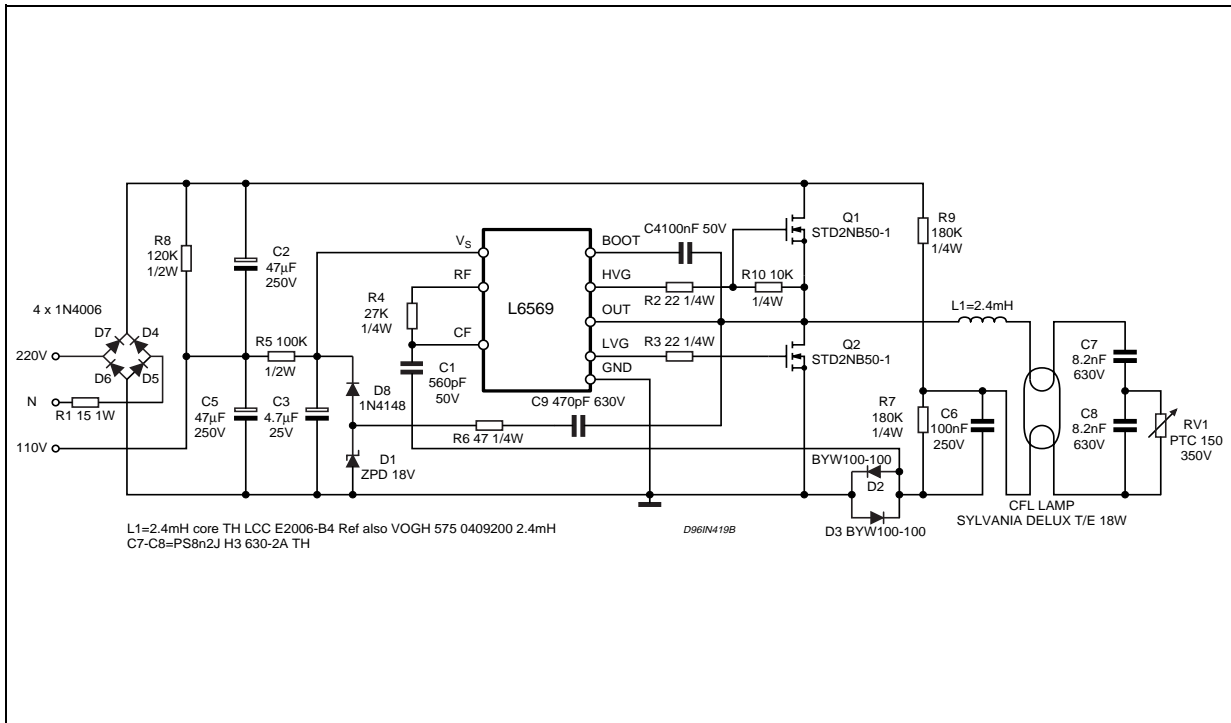 4 x 1N4006
D7
D4
D6
D5
220V
N
R1 15 1W
110V
R8
120K
1/2W
C2
47µF
250V
R5 100K
1/2W
C5
47µF
250V
C3
4.7µF
25V
D8
1N4148
D1
ZPD 18V
R4
27K
1/4W
C1
560pF
50V
VS
RF
CF
L6569
BOOT
HVG
OUT
LVG
GND
C4100nF 50V
R2 22 1/4W
R10 10K
1/4W
R3 22 1/4W
C9 470pF 630V
R6 47 1/4W
Q1
STD2NB50-1
Q2
STD2NB50-1
BYW100-100
D2
D3 BYW100-100
R9
180K
1/4W
R7
180K
1/4W
C6
100nF
250V
L1=2.4mH
C7
8.2nF
630V
C8
8.2nF
630V
RV1
PTC 150
350V
CFL LAMP
SYLVANIA DELUX T/E 18W
L1=2.4mH core TH LCC E2006-B4 Ref also VOGH 575 0409200 2.4mH
C7-C8=PS8n2J H3 630-2A TH
D96IN419B